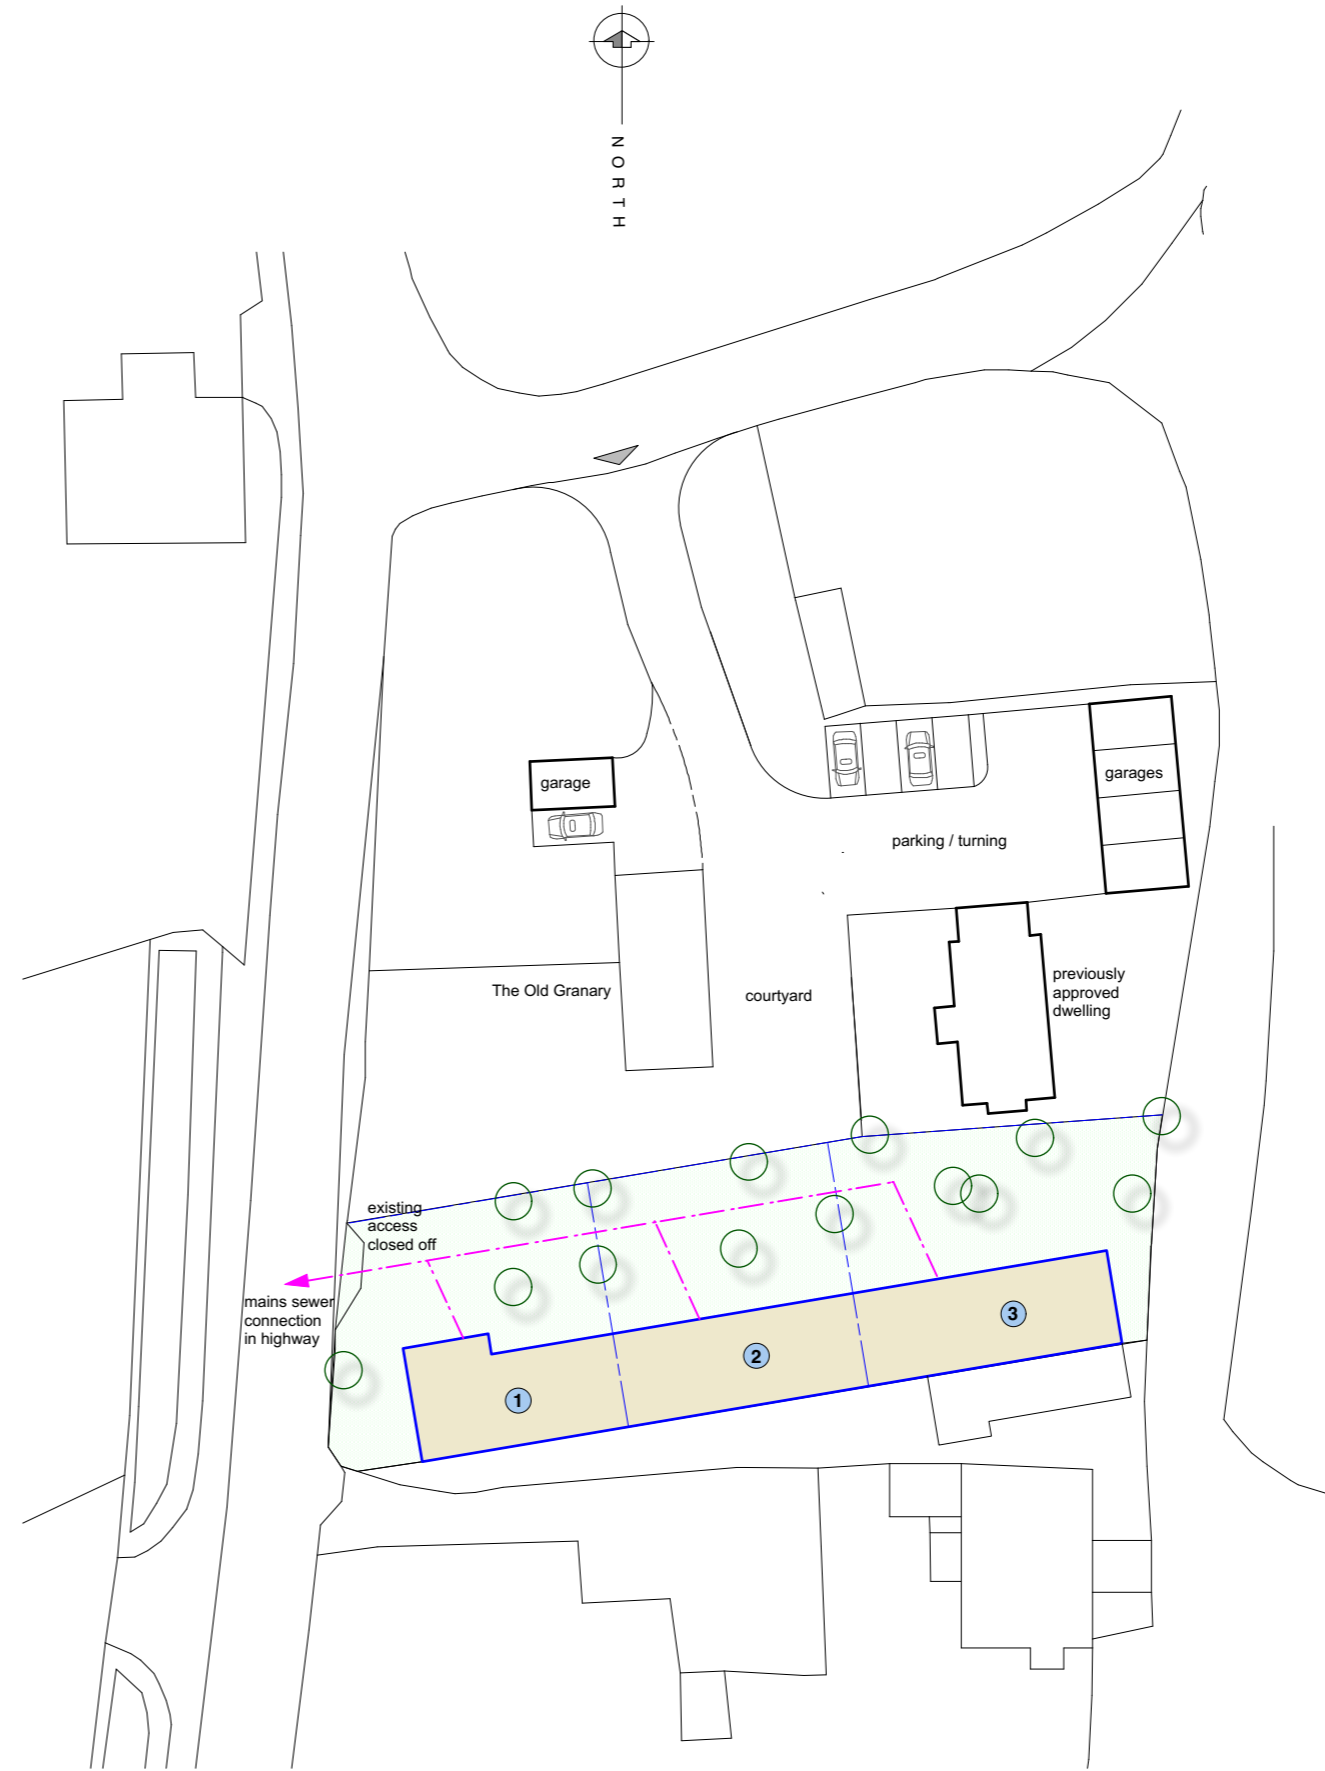 NORTH
garage
garages
parking / turning
The Old Granary
courtyard
previously
approved
dwelling
existing
access
closed off
mains sewer
connection
in highway
3
2
1